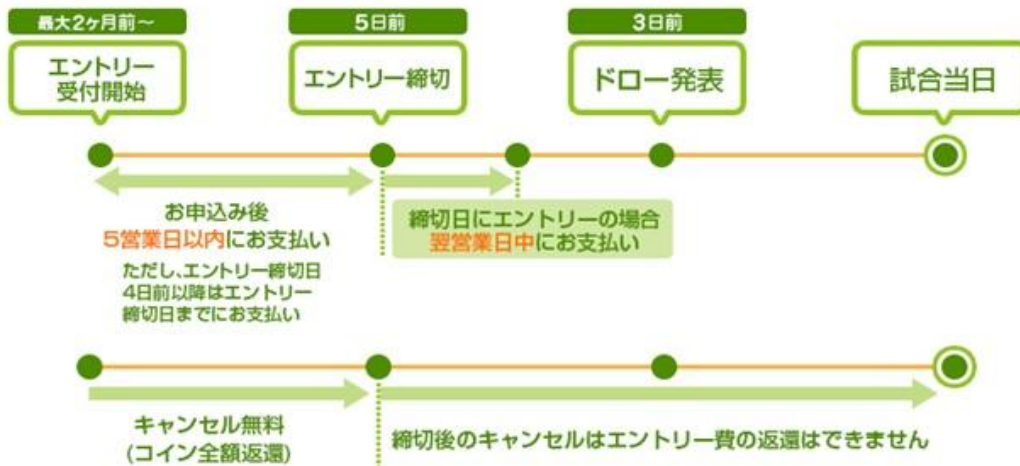 最大2ヶ月前～
エントリー
受付開始
5日前
エントリー締切
3日前
ドロー発表
試合当日
お申込み後
5営業日以内にお支払い
ただし、エントリー締切日
4日前以降はエントリー
締切日までにお支払い
締切日にエントリーの場合
翌営業日中にお支払い
キャンセル無料
(コイン全額返還)
締切後のキャンセルはエントリー費の返還はできません